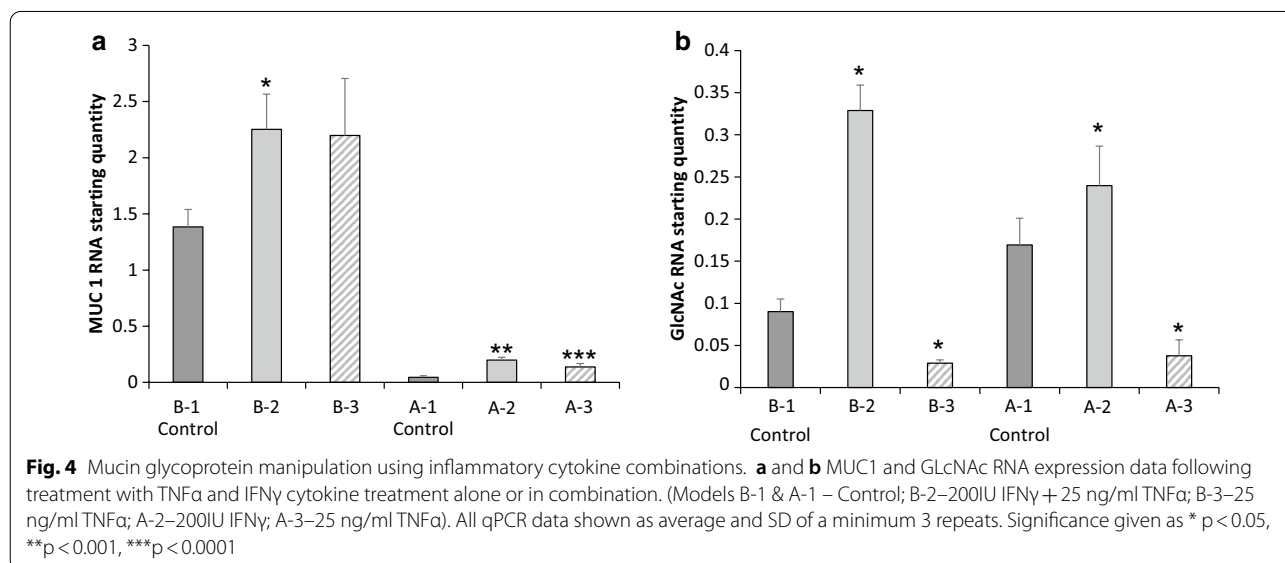 a
3
2.5
2
1.5
1
0.5
0
MUC 1 RNA starting quantity
*
**
***
B-1 B-2 B-3 A-1 A-2 A-3
Control Control
b
0.4
0.35
0.3
0.25
0.2
0.15
0.1
0.05
0
GlcNAc RNA starting quantity
*
*
*
*
B-1 B-2 B-3 A-1 A-2 A-3
Control Control
Fig. 4 Mucin glycoprotein manipulation using inflammatory cytokine combinations. a and b MUC1 and GLcNAc RNA expression data following
treatment with TNFα and IFNγ cytokine treatment alone or in combination. (Models B-1 & A-1 – Control; B-2–200IU IFNγ + 25 ng/ml TNFα; B-3–25
ng/ml TNFα; A-2–200IU IFNγ; A-3–25 ng/ml TNFα). All qPCR data shown as average and SD of a minimum 3 repeats. Significance given as * p < 0.05,
**p < 0.001, ***p < 0.0001